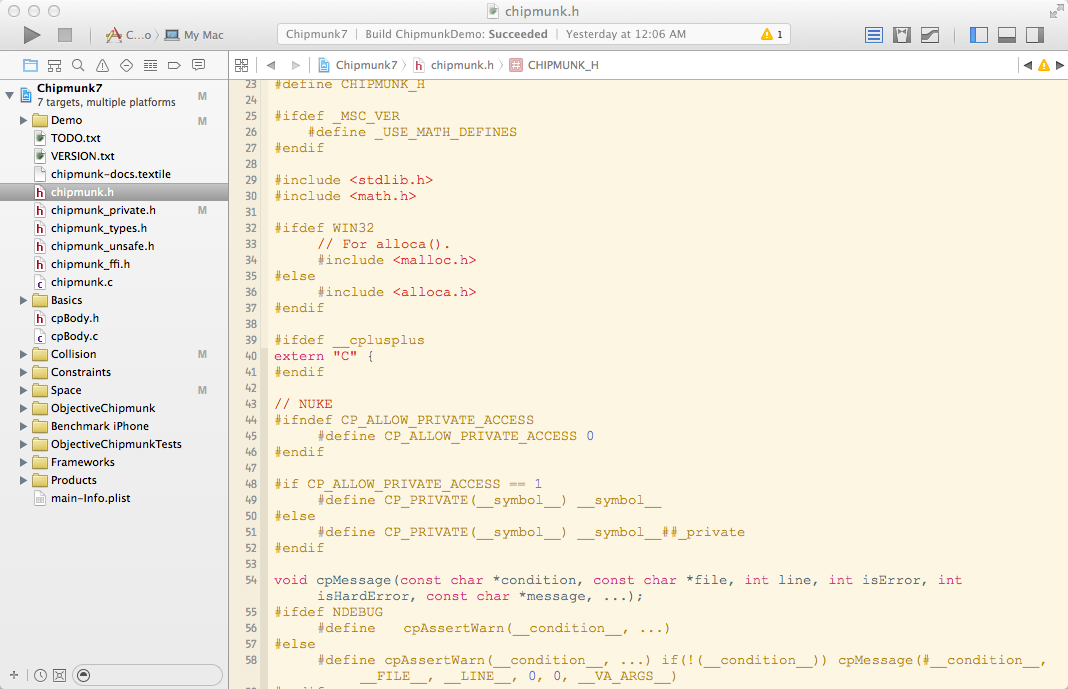 chipmunk.h
C...o
My Mac
Chipmunk7 | Build ChipmunkDemo: Succeeded | Yesterday at 12:06 AM
1
Chipmunk7
chipmunk.h
CHIPMUNK_H
Chipmunk7
7 targets, multiple platforms
M
Demo
M
TODO.txt
VERSION.txt
chipmunk-docs.textile
chipmunk.h
chipmunk_private.h
M
chipmunk_types.h
chipmunk_unsafe.h
chipmunk_ffi.h
chipmunk.c
Basics
cpBody.h
cpBody.c
Collision
M
Constraints
Space
M
ObjectiveChipmunk
Benchmark iPhone
ObjectiveChipmunkTests
Frameworks
Products
main-Info.plist
23 #define CHIPMUNK_H
24
25 #ifdef _MSC_VER
26 #define _USE_MATH_DEFINES
27 #endif
28
29 #include <stdlib.h>
30 #include <math.h>
31
32 #ifdef WIN32
33 // For alloca().
34 #include <malloc.h>
35 #else
36 #include <alloca.h>
37 #endif
38
39 #ifdef __cplusplus
40 extern "C" {
41 #endif
42
43 // NUKE
44 #ifndef CP_ALLOW_PRIVATE_ACCESS
45 #define CP_ALLOW_PRIVATE_ACCESS 0
46 #endif
47
48 #if CP_ALLOW_PRIVATE_ACCESS == 1
49 #define CP_PRIVATE(__symbol__) __symbol__
50 #else
51 #define CP_PRIVATE(__symbol__) __symbol__##_private
52 #endif
53
54 void cpMessage(const char *condition, const char *file, int line, int isError, int
isHardError, const char *message, ...);
55 #ifdef NDEBUG
56 #define cpAssertWarn(__condition__, ...)
57 #else
58 #define cpAssertWarn(__condition__, ...) if(!(__condition__)) cpMessage(#__condition__,
__FILE__, __LINE__, 0, 0, __VA_ARGS__)
#endif